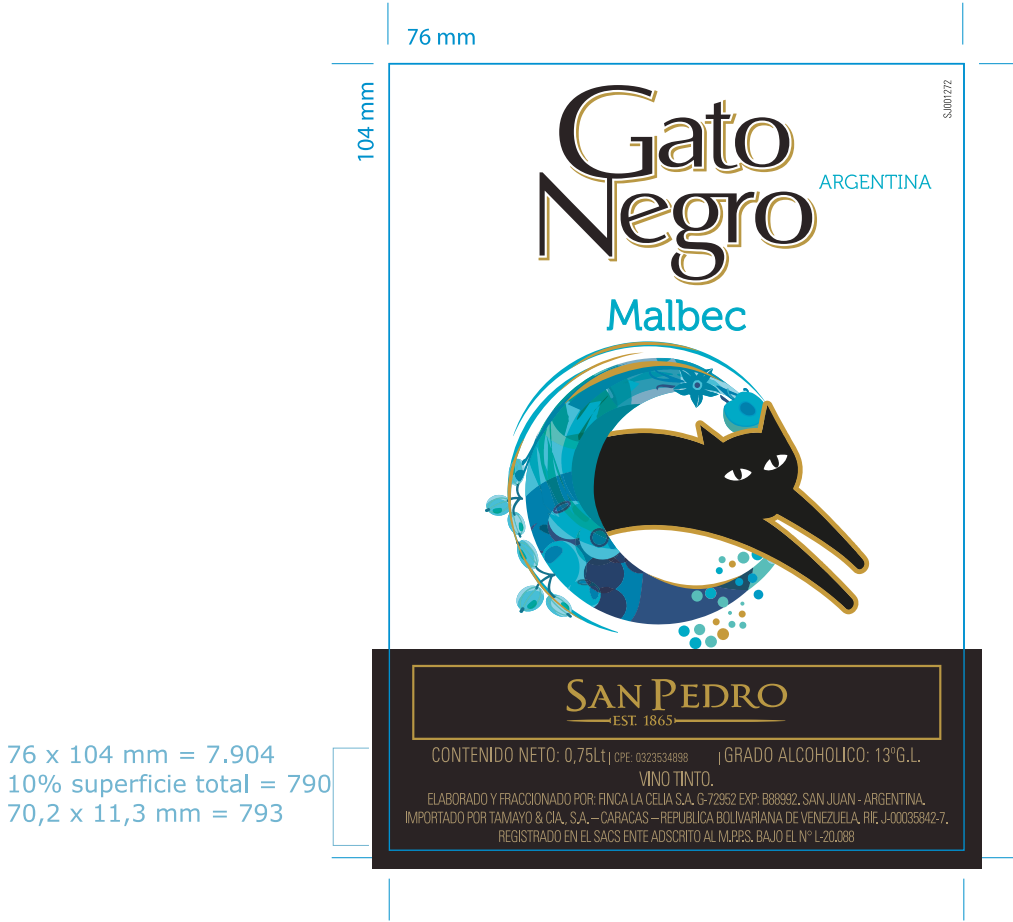 76 mm
104 mm
SJ001272
Gato
Negro
ARGENTINA
Malbec
SAN PEDRO
EST. 1865
76 x 104 mm = 7.904
10% superficie total = 790
70,2 x 11,3 mm = 793
CONTENIDO NETO: 0,75Lt | CPE: 0323534898 | GRADO ALCOHOLICO: 13°G.L.
VINO TINTO.
ELABORADO Y FRACCIONADO POR: FINCA LA CELIA S.A. G-72952 EXP: B88992. SAN JUAN - ARGENTINA.
IMPORTADO POR TAMAYO & CIA., S.A. – CARACAS – REPUBLICA BOLIVARIANA DE VENEZUELA. RIF. J-00035842-7.
REGISTRADO EN EL SACS ENTE ADSCRITO AL M.P.P.S. BAJO EL N° L-20.088